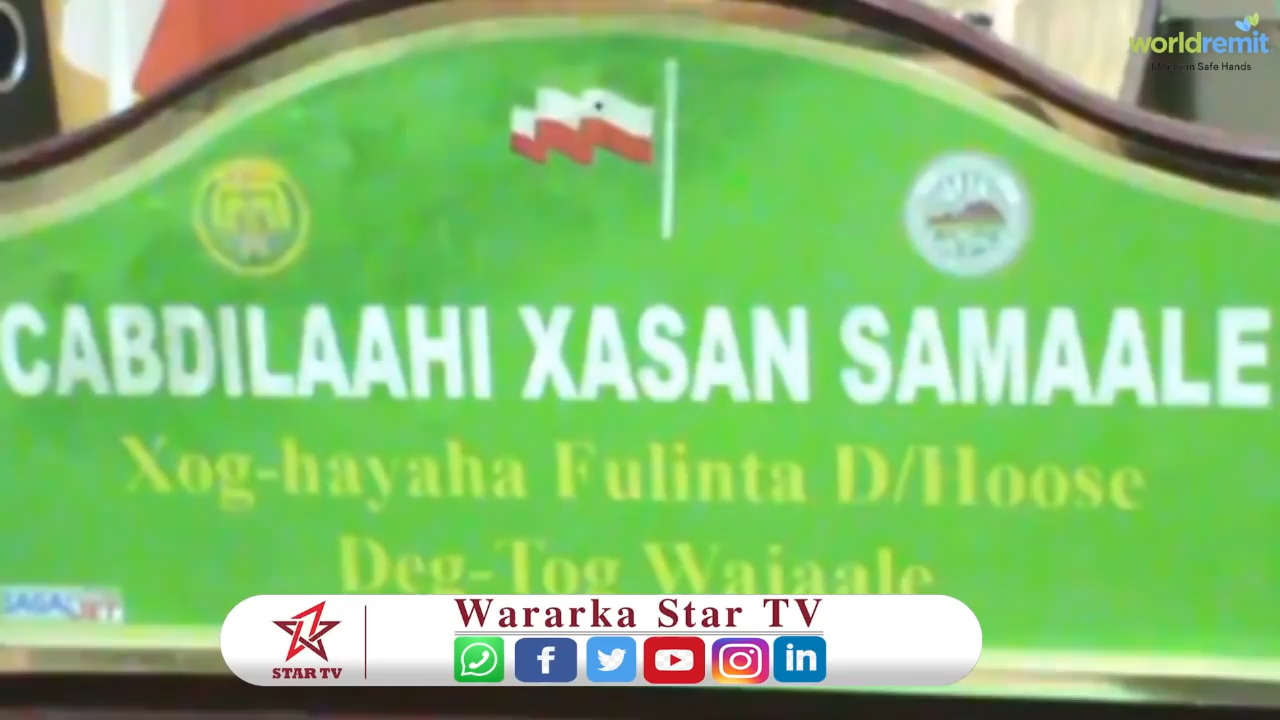 worldremit
Money in Safe Hands
CABDILAAHI XASAN SAMAALE
Xog-hayaha Fulinta D/Hoose
Deg-Tog Wajaale
Wararka Star TV
STAR TV